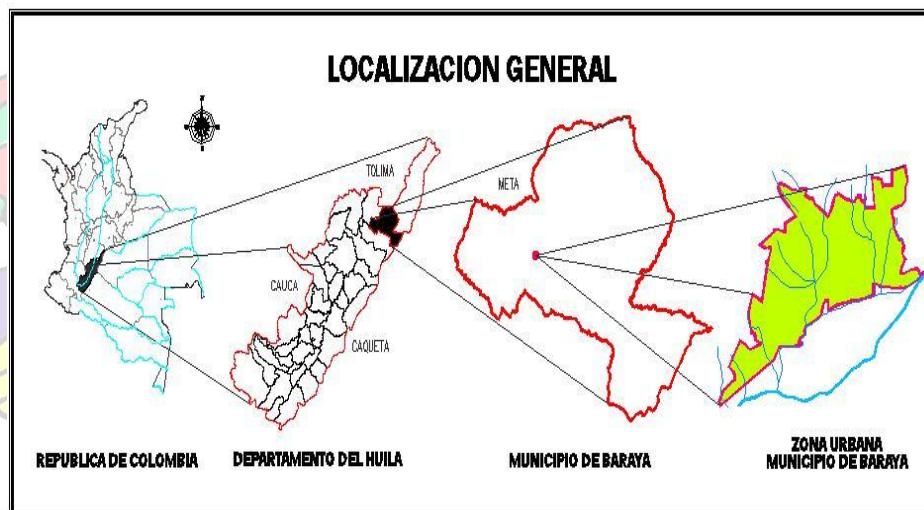 LOCALIZACION GENERAL
TOLIMA
META
CAUCA
CAQUETA
REPUBLICA DE COLOMBIA
DEPARTAMENTO DEL HUILA
MUNICIPIO DE BARAYA
ZONA URBANA
MUNICIPIO DE BARAYA